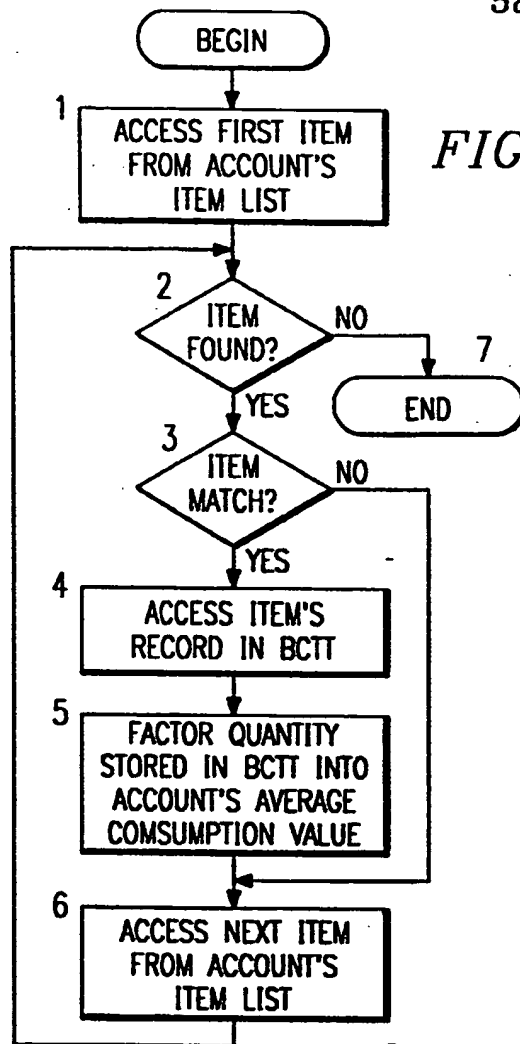 BEGIN
1
ACCESS FIRST ITEM
FROM ACCOUNT'S
ITEM LIST
FIG
2
ITEM
FOUND?
NO
7
END
YES
3
ITEM
MATCH?
NO
YES
4
ACCESS ITEM'S
RECORD IN BCTT
5
FACTOR QUANTITY
STORED IN BCTT INTO
ACCOUNT'S AVERAGE
COMSUMPTION VALUE
6
ACCESS NEXT ITEM
FROM ACCOUNT'S
ITEM LIST